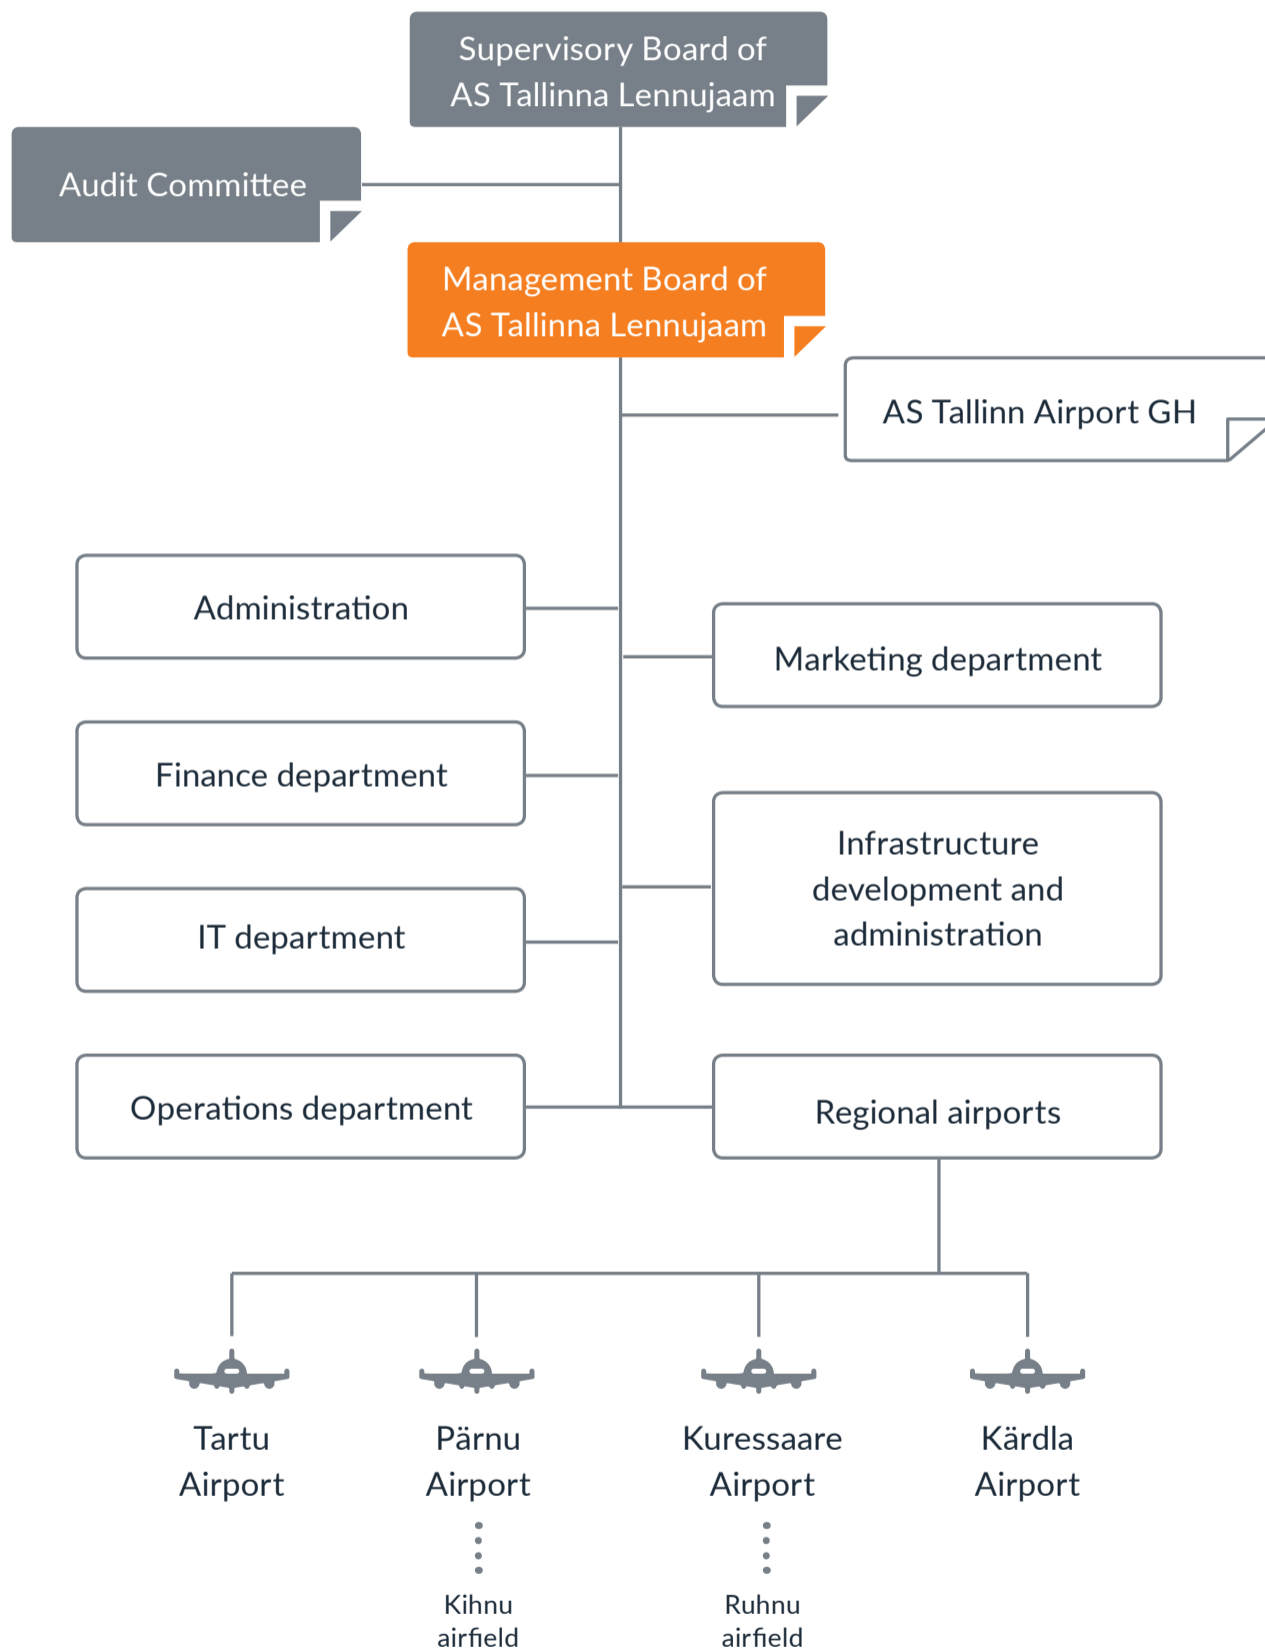 Supervisory Board of
AS Tallinna Lennujaam
Audit Committee
Management Board of
AS Tallinna Lennujaam
AS Tallinn Airport GH
Administration
Marketing department
Finance department
Infrastructure
development and
administration
IT department
Operations department
Regional airports
Tartu
Airport
Pärnu
Airport
Kuressaare
Airport
Kärdla
Airport
Kihnu
airfield
Ruhnu
airfield